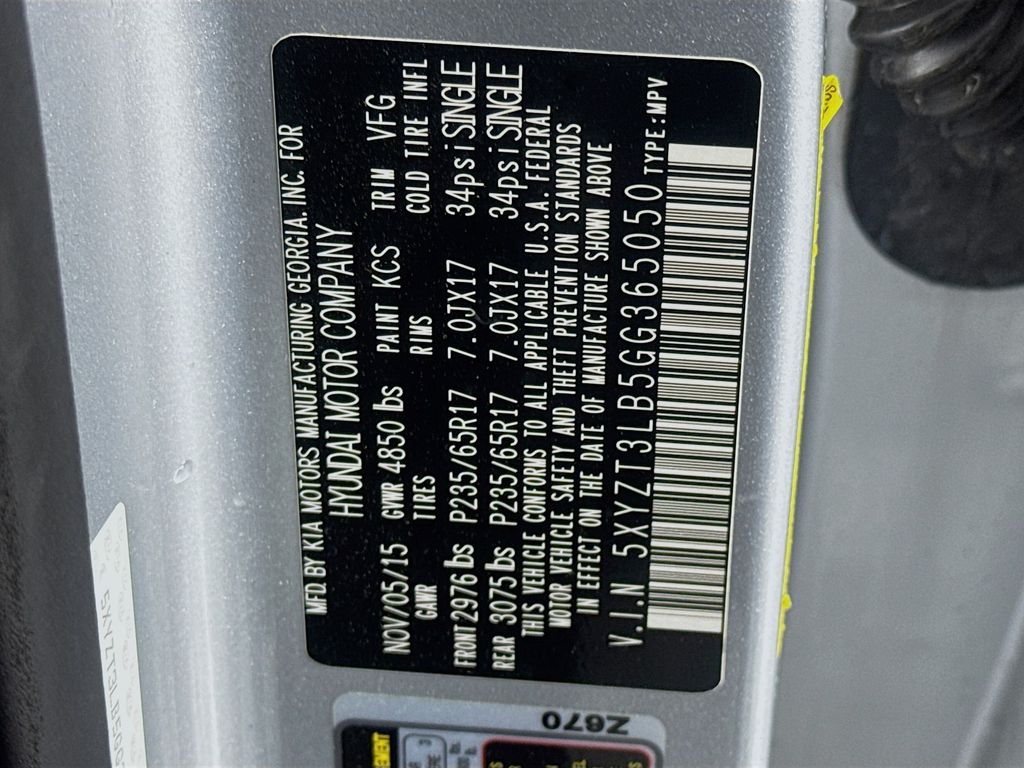 MFD BY KIA MOTORS MANUFACTURING GEORGIA, INC. FOR
HYUNDAI MOTOR COMPANY
NOV/05/15 GVWR 4850 lbs PAINT KCS TRIM VFG
GAWR TIRES RIMS COLD TIRE INFL
FRONT 2976 lbs P235/65R17 7.0JX17 34psi SINGLE
REAR 3075 lbs P235/65R17 7.0JX17 34psi SINGLE
THIS VEHICLE CONFORMS TO ALL APPLICABLE U.S.A. FEDERAL
MOTOR VEHICLE SAFETY AND THEFT PREVENTION STANDARDS
IN EFFECT ON THE DATE OF MANUFACTURE SHOWN ABOVE
V.I.N 5XYZT3LB5GG365050 TYPE:MPV
Z670